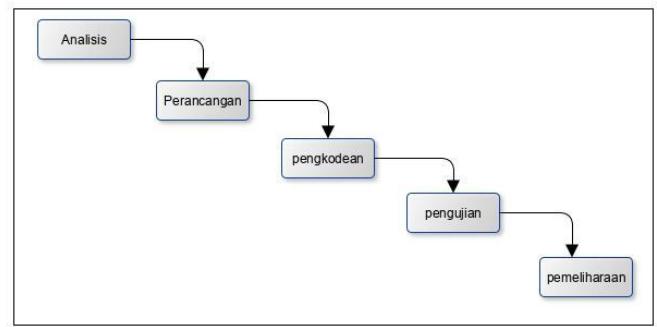 Analisis
Perancangan
pengkodean
pengujian
pemeliharaan